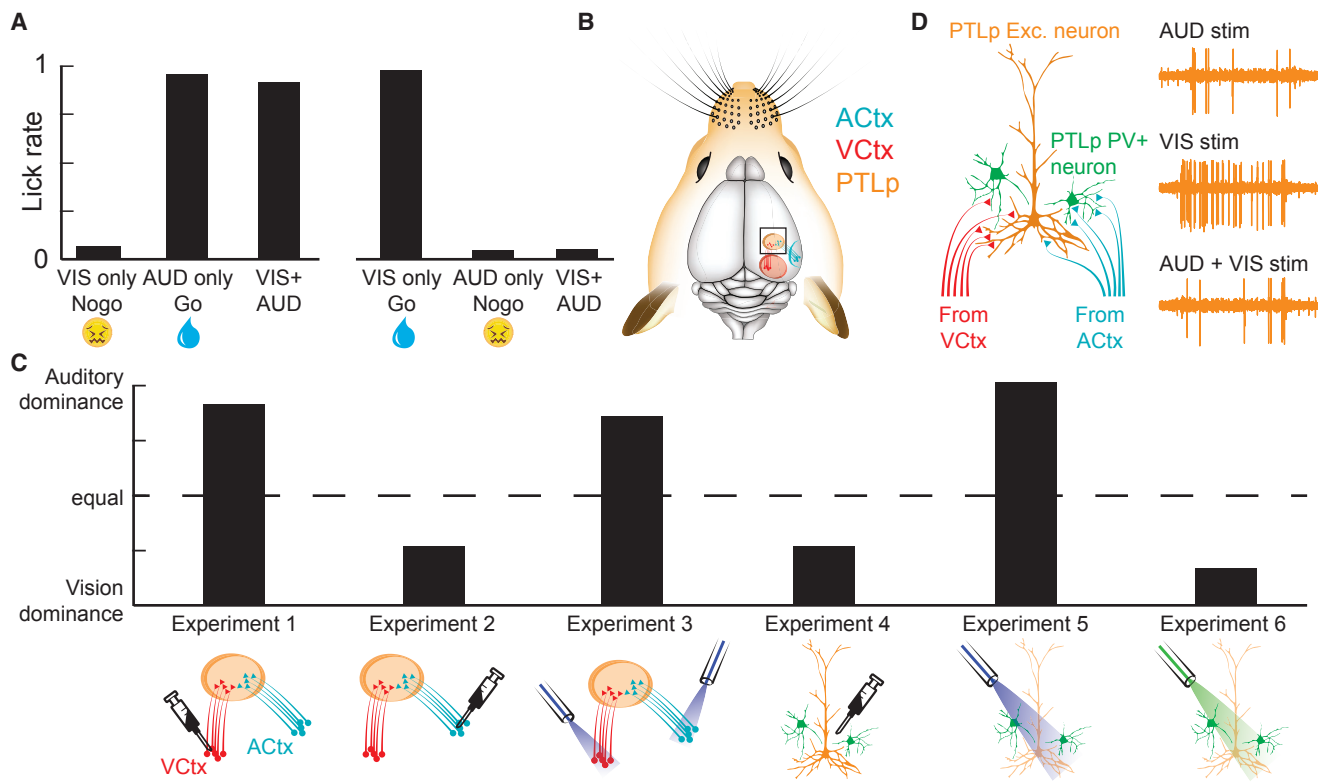 A
Lick rate
1
0
VIS only
Nogo
AUD only
Go
VIS+
AUD
VIS only
Go
AUD only
Nogo
VIS+
AUD
B
ACtx
VCtx
PTLp
D
PTLp Exc. neuron
PTLp PV+
neuron
From
VCtx
From
ACtx
AUD stim
VIS stim
AUD + VIS stim
C
Auditory
dominance
equal
Vision
dominance
Experiment 1
Experiment 2
Experiment 3
Experiment 4
Experiment 5
Experiment 6
VCtx
ACtx